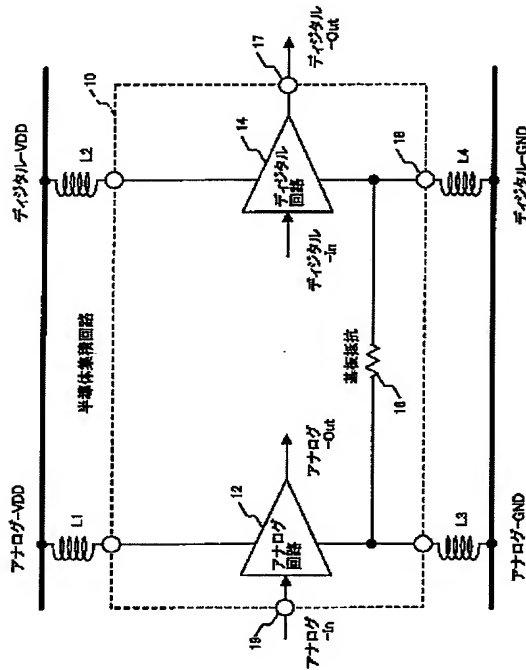 アナログ-VDD
ディジタル-VDD
L1
L2
半導体集積回路
10
12
アナログ
回路
14
ディジタル
回路
19
アナログ
-In
アナログ
-Out
ディジタル
-In
17
ディジタル
-Out
基板抵抗
16
18
L3
L4
アナログ-GND
ディジタル-GND